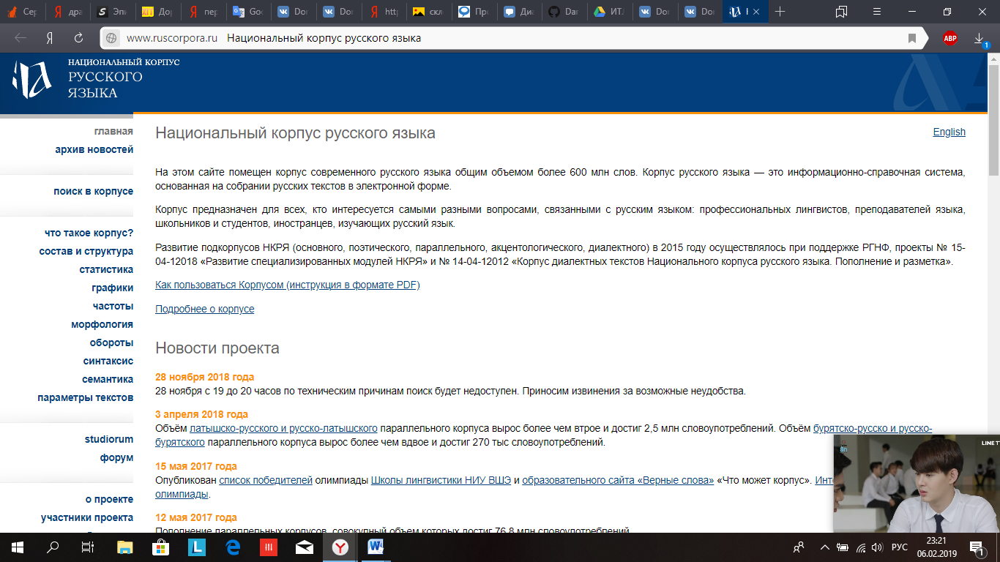 Сер
дра
Эпи
Дор
пер
Goo
Dor
Dor
http
скл
Про
Диа
Dar
ИТЛ
Dor
Dor
www.ruscorpora.ru Национальный корпус русского языка
ABP
1
НАЦИОНАЛЬНЫЙ КОРПУС
РУССКОГО
ЯЗЫКА
главная
архив новостей
поиск в корпусе
что такое корпус?
состав и структура
статистика
графики
частоты
морфология
обороты
синтаксис
семантика
параметры текстов
studiorum
форум
о проекте
участники проекта
Национальный корпус русского языка
English
На этом сайте помещен корпус современного русского языка общим объемом более 600 млн слов. Корпус русского языка — это информационно-справочная система,
основанная на собрании русских текстов в электронной форме.
Корпус предназначен для всех, кто интересуется самыми разными вопросами, связанными с русским языком: профессиональных лингвистов, преподавателей языка,
школьников и студентов, иностранцев, изучающих русский язык.
Развитие подкорпусов НКРЯ (основного, поэтического, параллельного, акцентологического, диалектного) в 2015 году осуществлялось при поддержке РГНФ, проекты № 15-
04-12018 «Развитие специализированных модулей НКРЯ» и № 14-04-12012 «Корпус диалектных текстов Национального корпуса русского языка. Пополнение и разметка».
Как пользоваться Корпусом (инструкция в формате PDF)
Подробнее о корпусе
Новости проекта
28 ноября 2018 года
28 ноября с 19 до 20 часов по техническим причинам поиск будет недоступен. Приносим извинения за возможные неудобства.
3 апреля 2018 года
Объём латышско-русского и русско-латышского параллельного корпуса вырос более чем втрое и достиг 2,5 млн словоупотреблений. Объём бурятско-русско и русско-
бурятского параллельного корпуса вырос более чем вдвое и достиг 270 тыс словоупотреблений.
15 мая 2017 года
Опубликован список победителей олимпиады Школы лингвистики НИУ ВШЭ и образовательного сайта «Верные слова» «Что может корпус». Инте
олимпиады.
12 мая 2017 года
Пополнение параллельных корпусов, совокупный объем которых достиг 76,8 млн словоупотреблений
LINE T
РУС
23:21
06.02.2019
1